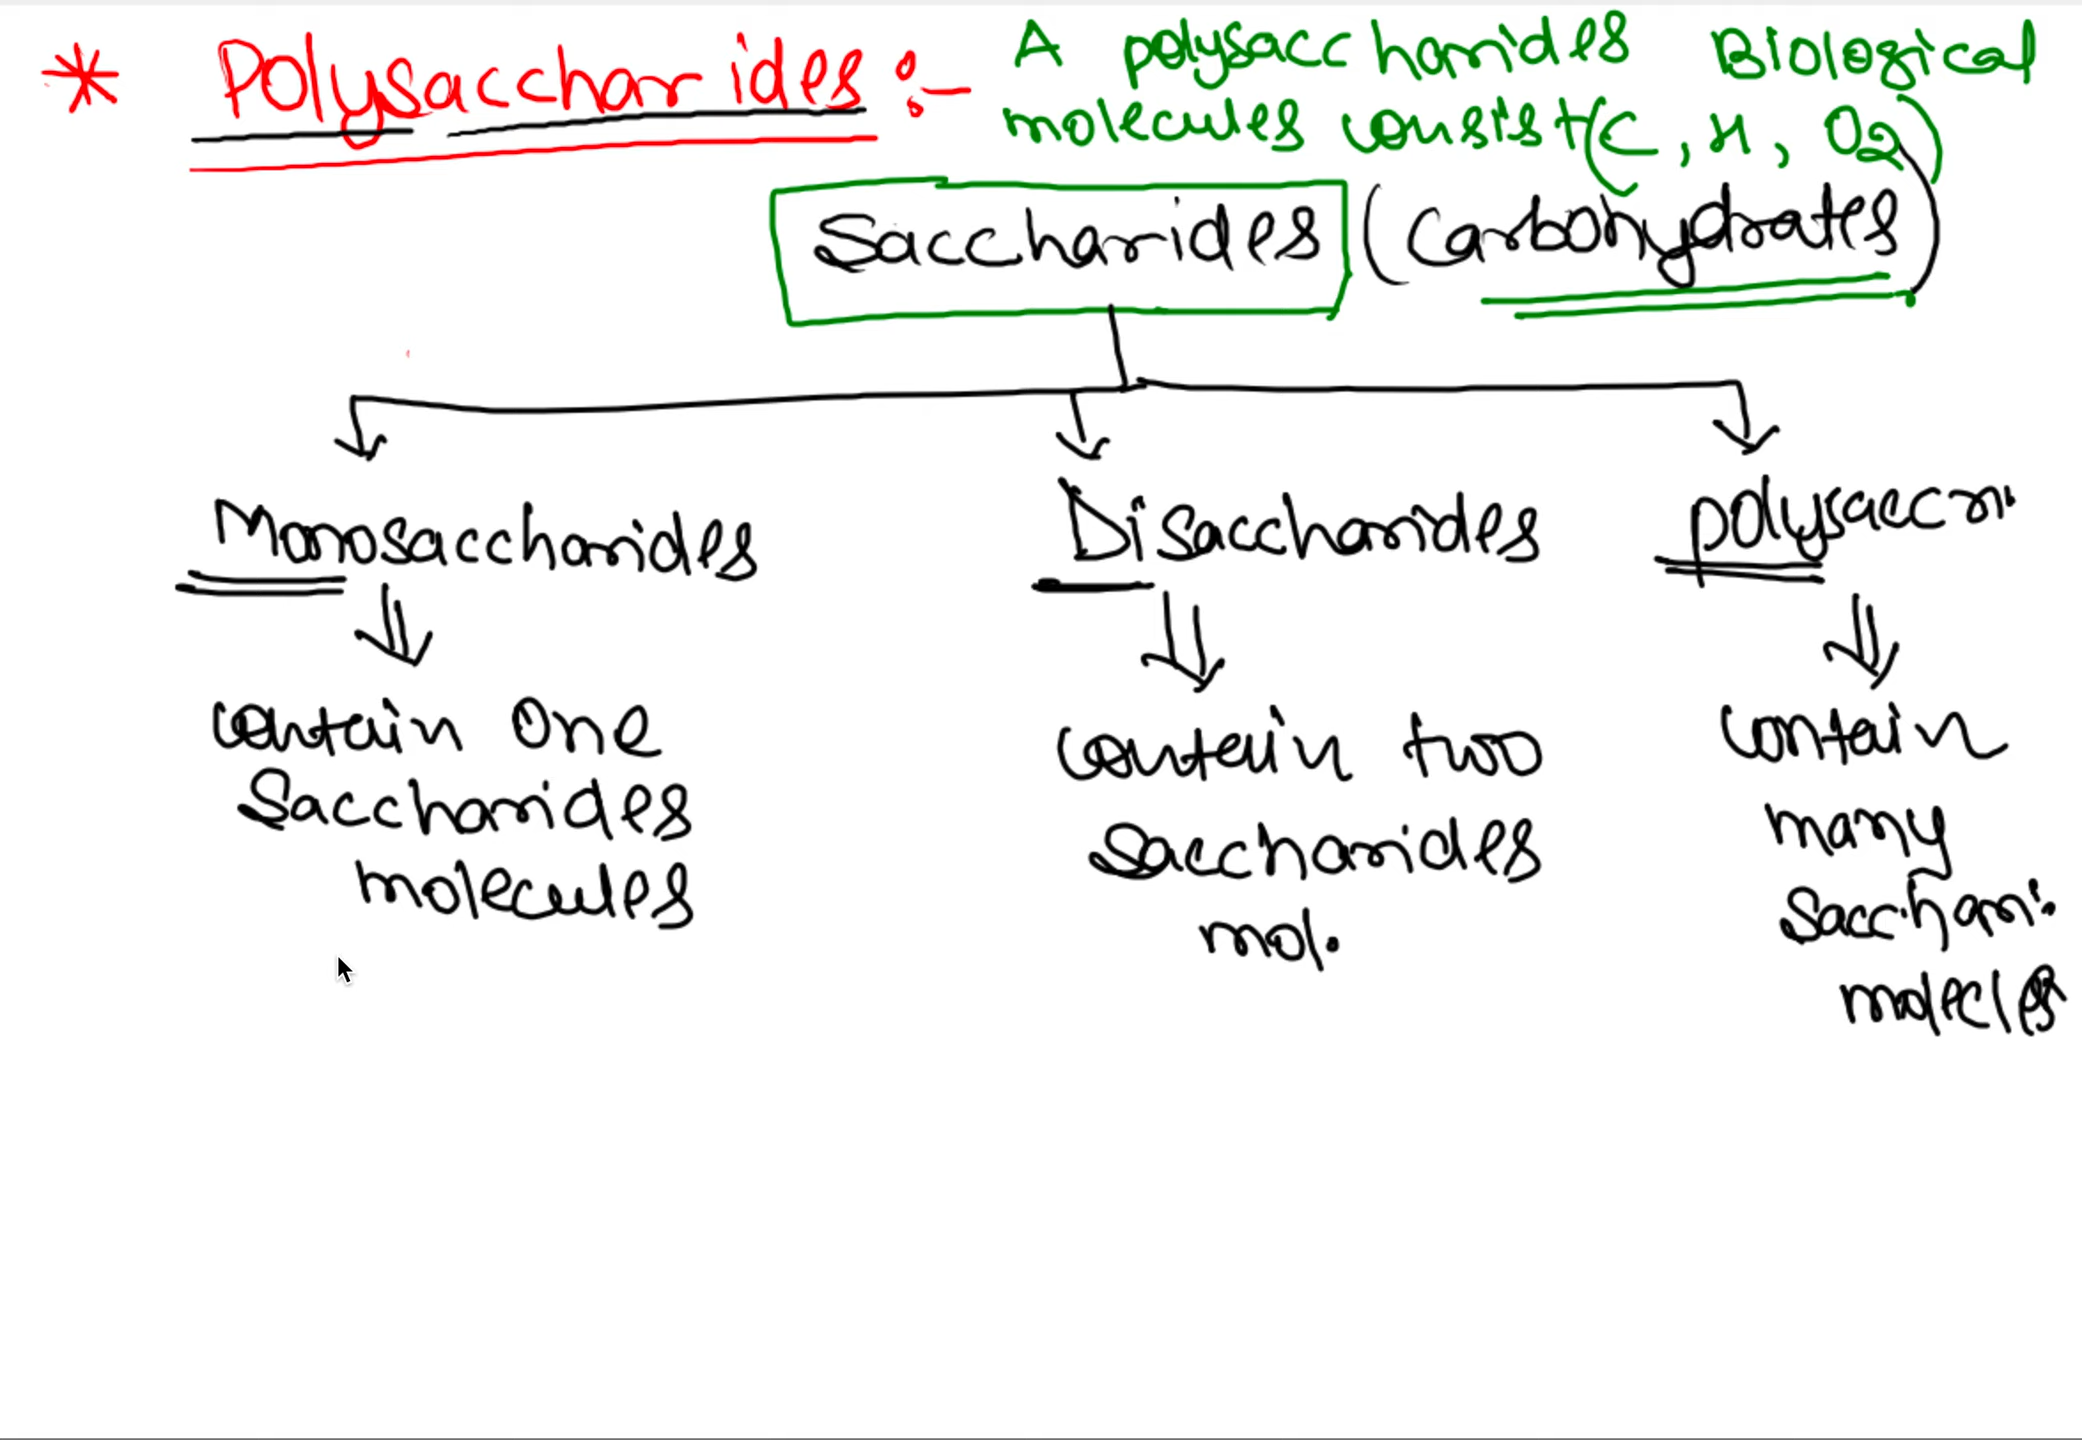 * Polysaccharides :-
A polysaccharides Biological
molecules consist (C, H, O2)
Saccharides (Carbohydrates)
Monosaccharides Disaccharides polysacch.
contain One
Saccharides
molecules
contain two
Saccharides
mol.
contain
many
Sacchari.
molecles